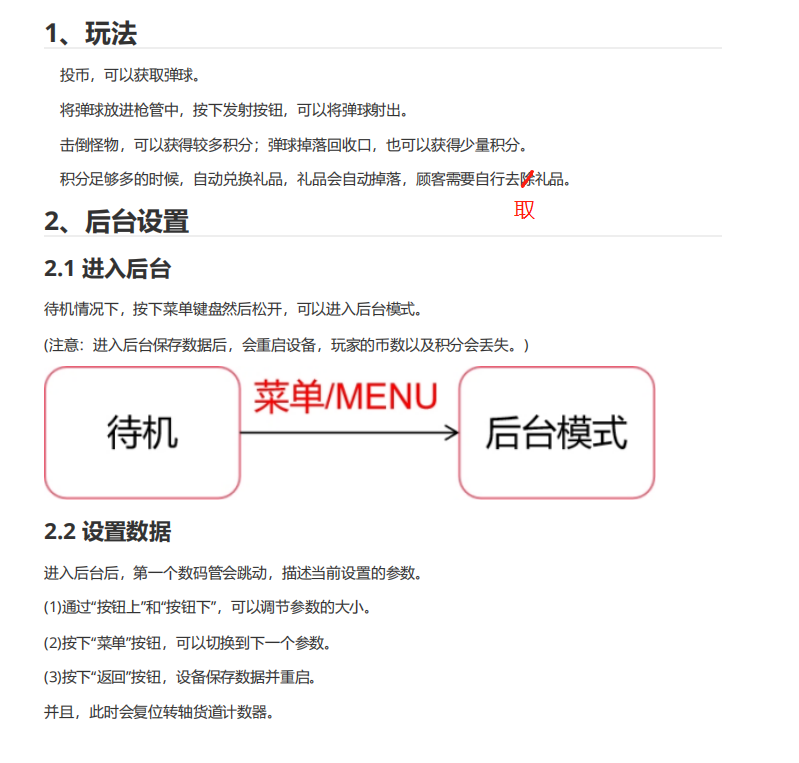 1、玩法
投币，可以获取弹球。
将弹球放进枪管中，按下发射按钮，可以将弹球射出。
击倒怪物，可以获得较多积分；弹球掉落回收口，也可以获得少量积分。
积分足够多的时候，自动兑换礼品，礼品会自动掉落，顾客需要自行去除礼品。
取
2、后台设置
2.1 进入后台
待机情况下，按下菜单键盘然后松开，可以进入后台模式。
(注意：进入后台保存数据后，会重启设备，玩家的币数以及积分会丢失。)
菜单/MENU
待机 后台模式
2.2 设置数据
进入后台后，第一个数码管会跳动，描述当前设置的参数。
(1)通过“按钮上”和“按钮下”，可以调节参数的大小。
(2)按下“菜单”按钮，可以切换到下一个参数。
(3)按下“返回”按钮，设备保存数据并重启。
并且，此时会复位转轴货道计数器。